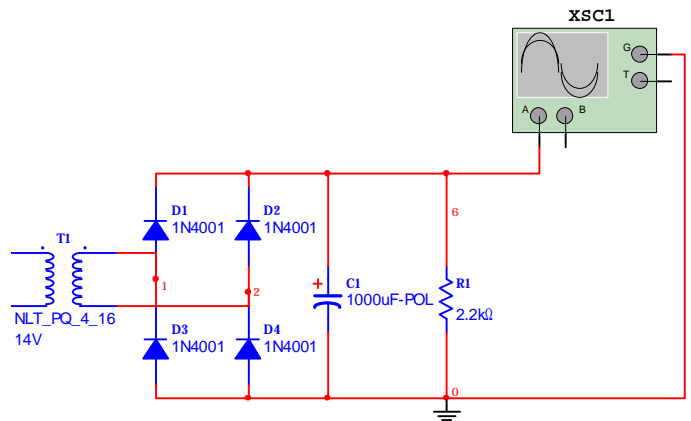 XSC1
G
T
A B
6
D1
1N4001
D2
1N4001
T1
1
2
NLT_PQ_4_16
14V
C1
1000uF-POL
R1
2.2kΩ
D3
1N4001
D4
1N4001
0